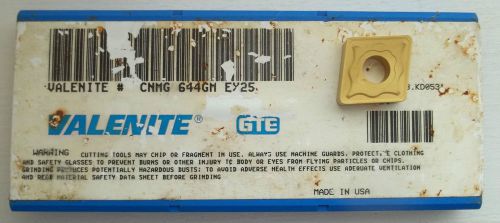 VALENITE # CNMG 644GM EY25
3.KD053
VALENITE GTE
WARNING CUTTING TOOLS MAY CHIP OR FRAGMENT IN USE. ALWAYS USE MACHINE GUARDS. PROTECT. E CLOTHING
AND SAFETY GLASSES TO PREVENT BURNS OR OTHER INJURY TO BODY OR EYES FROM FLYING PARTICLES OR CHIPS.
GRINDING PRODUCES POTENTIALLY HAZARDOUS DUSTS: TO AVOID ADVERSE HEALTH EFFECTS USE ADEQUATE VENTILATION
AND READ MATERIAL SAFETY DATA SHEET BEFORE GRINDING
MADE IN USA